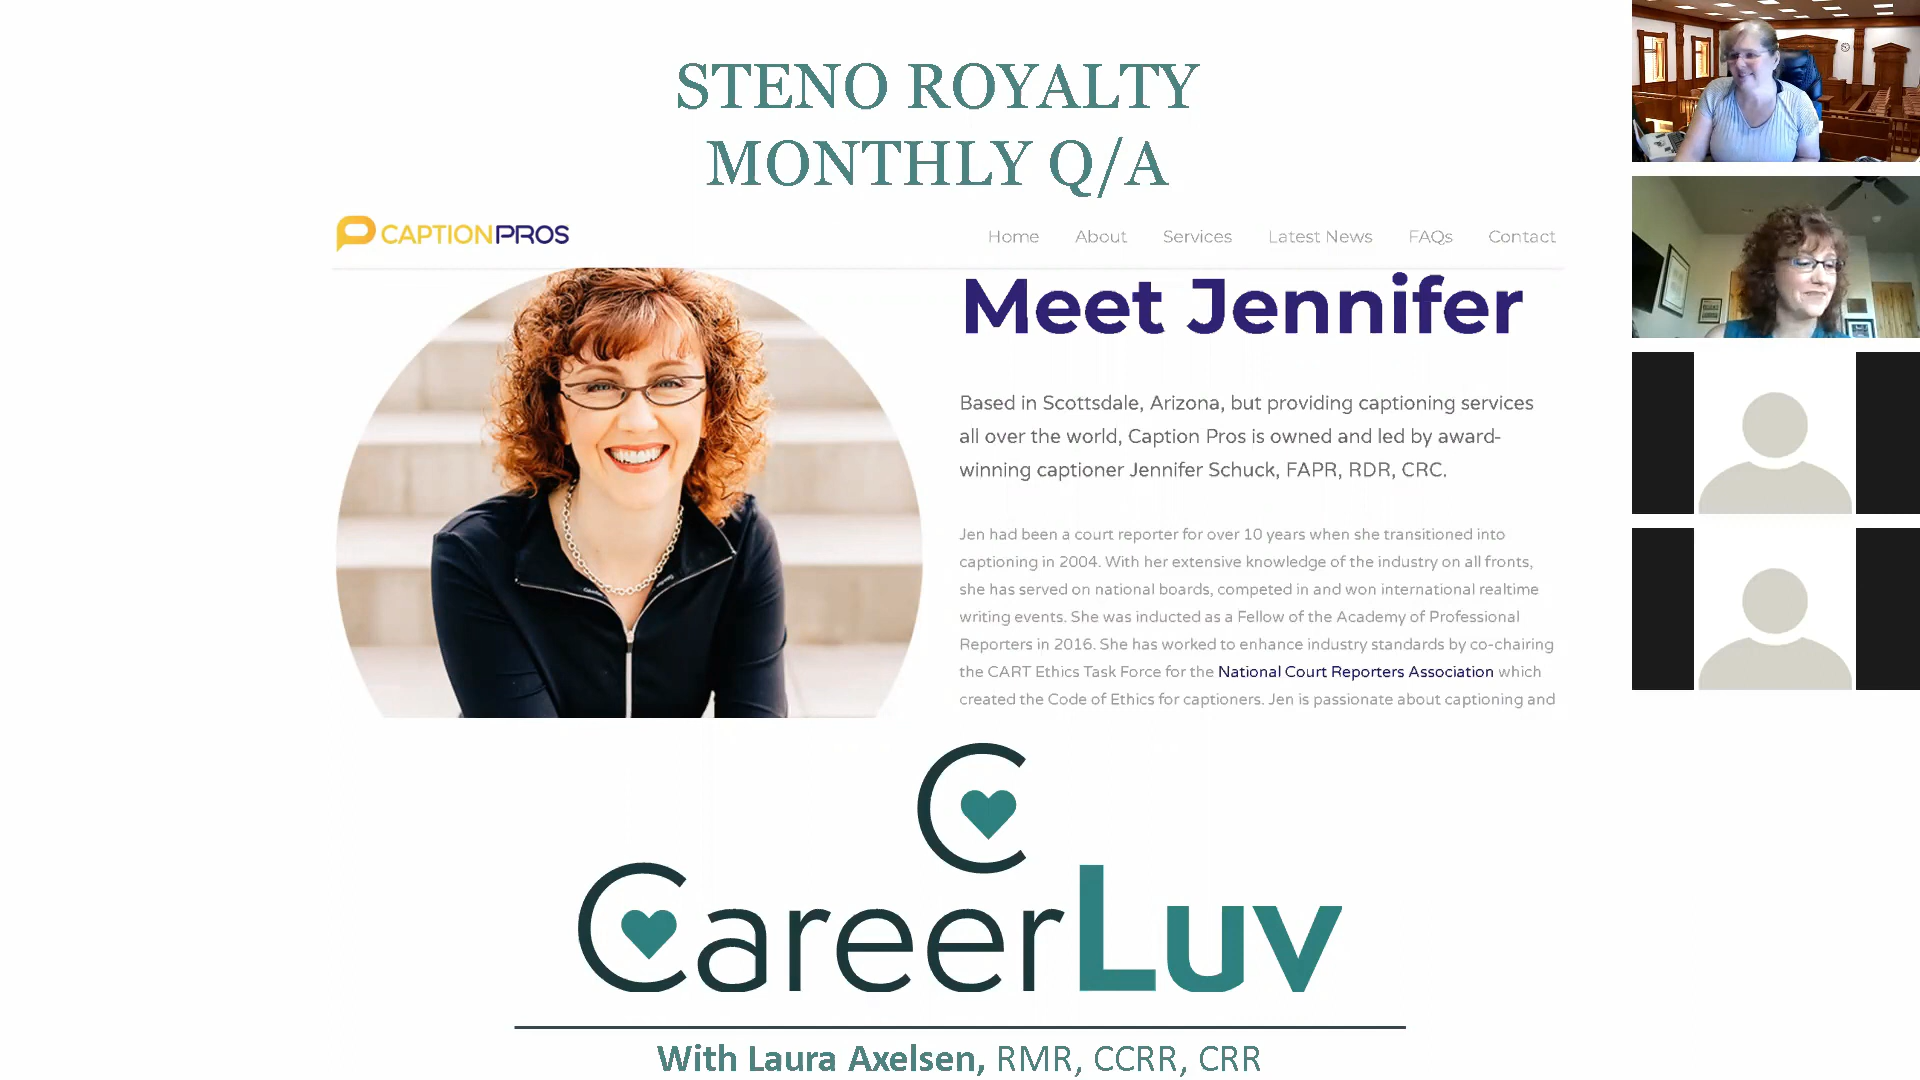 STENO ROYALTY
MONTHLY Q/A
CAPTIONPROS
Home About Services Latest News FAQs Contact
Meet Jennifer
Based in Scottsdale, Arizona, but providing captioning services
all over the world, Caption Pros is owned and led by award-
winning captioner Jennifer Schuck, FAPR, RDR, CRC.
Jen had been a court reporter for over 10 years when she transitioned into
captioning in 2004. With her extensive knowledge of the industry on all fronts,
she has served on national boards, competed in and won international realtime
writing events. She was inducted as a Fellow of the Academy of Professional
Reporters in 2016. She has worked to enhance industry standards by co-chairing
the CART Ethics Task Force for the National Court Reporters Association which
created the Code of Ethics for captioners. Jen is passionate about captioning and
C
CareerLuv
With Laura Axelsen, RMR, CCRR, CRR